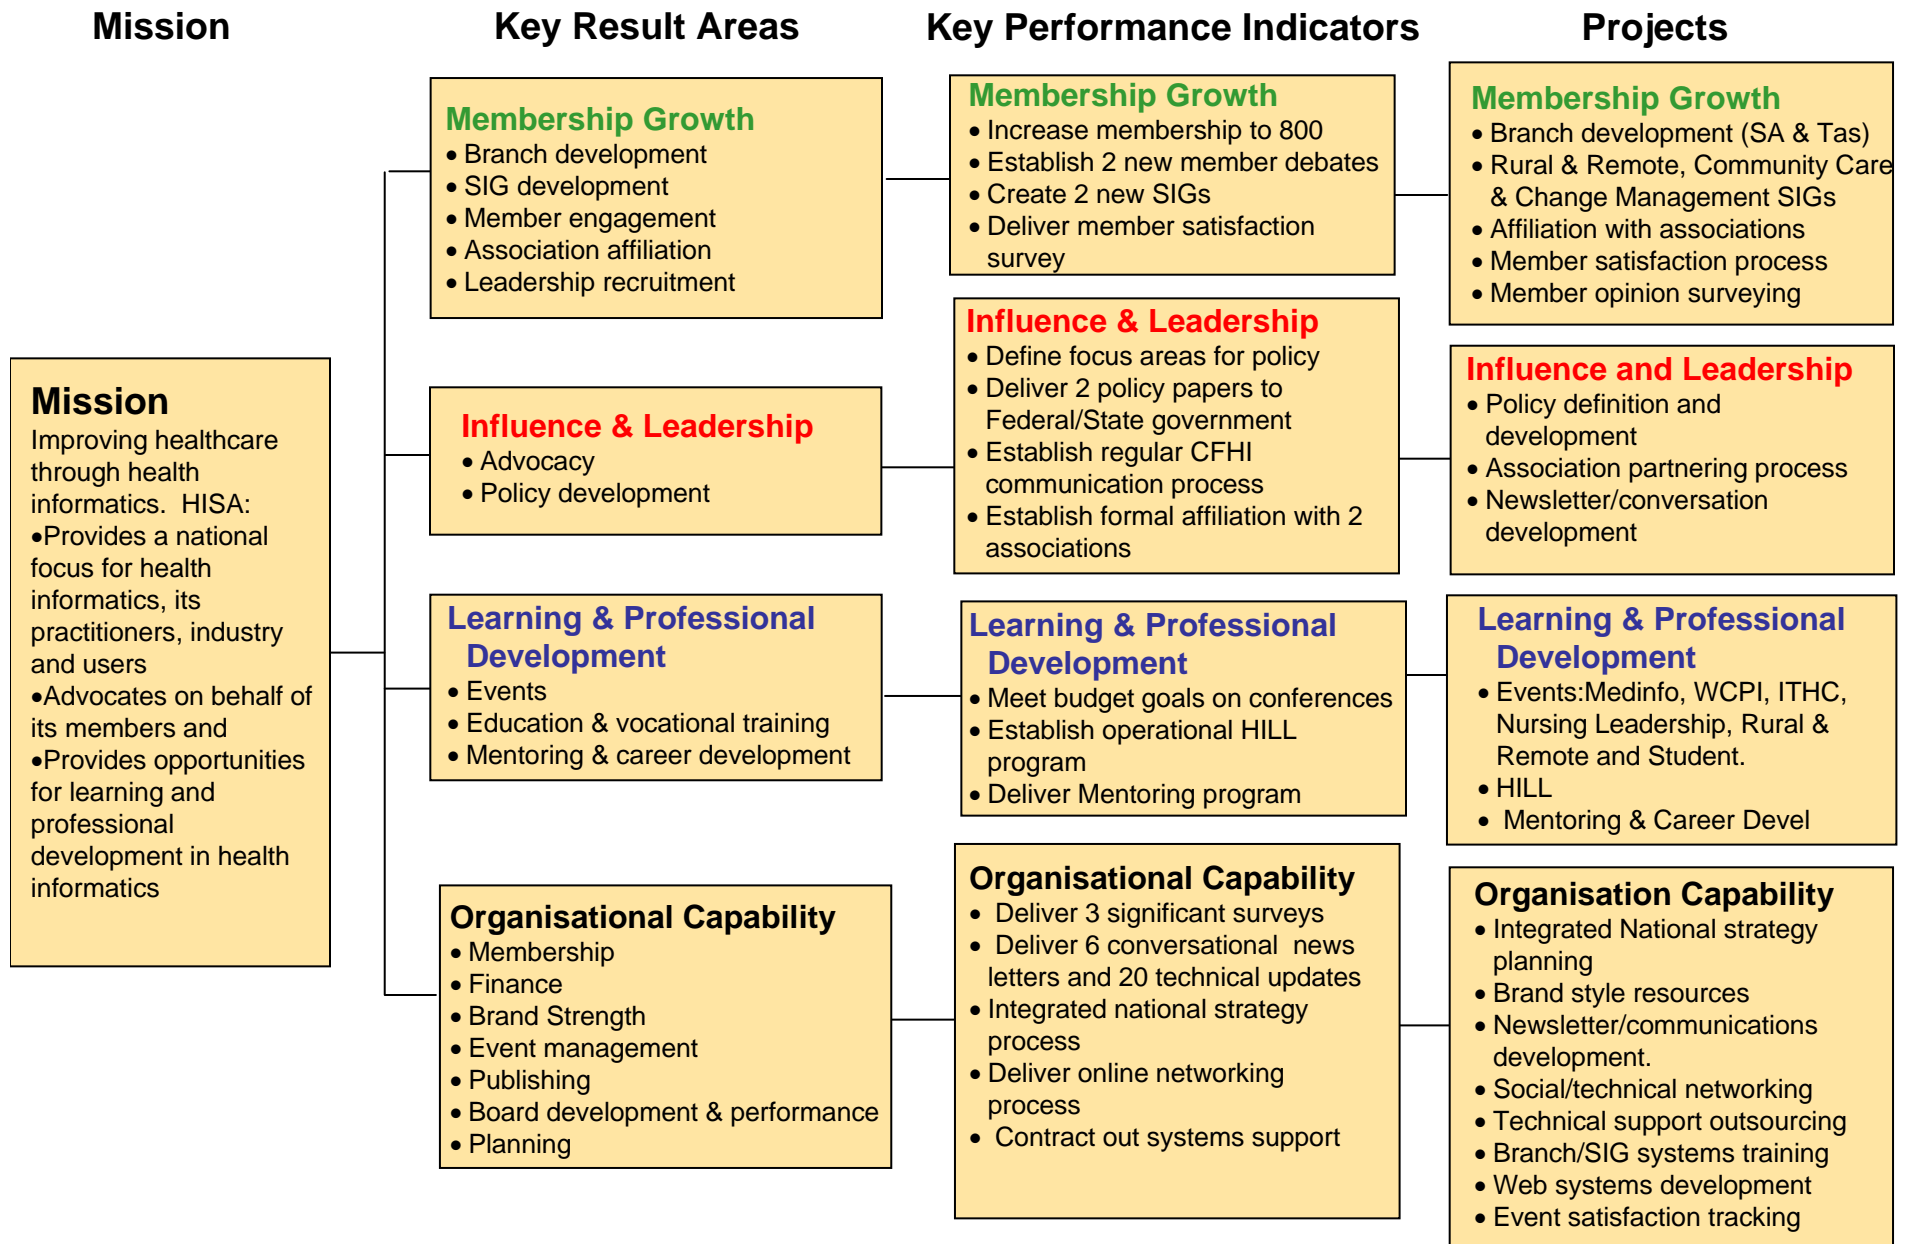 Mission
Key Result Areas
Key Performance Indicators
Projects
Mission
Improving healthcare
through health
informatics. HISA:
•Provides a national
focus for health
informatics, its
practitioners, industry
and users
•Advocates on behalf of
its members and
•Provides opportunities
for learning and
professional
development in health
informatics
Membership Growth
• Branch development
• SIG development
• Member engagement
• Association affiliation
• Leadership recruitment
Membership Growth
• Increase membership to 800
• Establish 2 new member debates
• Create 2 new SIGs
• Deliver member satisfaction
survey
Membership Growth
• Branch development (SA & Tas)
• Rural & Remote, Community Care
& Change Management SIGs
• Affiliation with associations
• Member satisfaction process
• Member opinion surveying
Influence & Leadership
• Advocacy
• Policy development
Influence & Leadership
• Define focus areas for policy
• Deliver 2 policy papers to
Federal/State government
• Establish regular CFHI
communication process
• Establish formal affiliation with 2
associations
Influence and Leadership
• Policy definition and
development
• Association partnering process
• Newsletter/conversation
development
Learning & Professional
Development
• Events
• Education & vocational training
• Mentoring & career development
Learning & Professional
Development
• Meet budget goals on conferences
• Establish operational HILL
program
• Deliver Mentoring program
Learning & Professional
Development
• Events:Medinfo, WCPI, ITHC,
Nursing Leadership, Rural &
Remote and Student.
• HILL
• Mentoring & Career Devel
Organisational Capability
• Membership
• Finance
• Brand Strength
• Event management
• Publishing
• Board development & performance
• Planning
Organisational Capability
• Deliver 3 significant surveys
• Deliver 6 conversational news
letters and 20 technical updates
• Integrated national strategy
process
• Deliver online networking
process
• Contract out systems support
Organisation Capability
• Integrated National strategy
planning
• Brand style resources
• Newsletter/communications
development.
• Social/technical networking
• Technical support outsourcing
• Branch/SIG systems training
• Web systems development
• Event satisfaction tracking